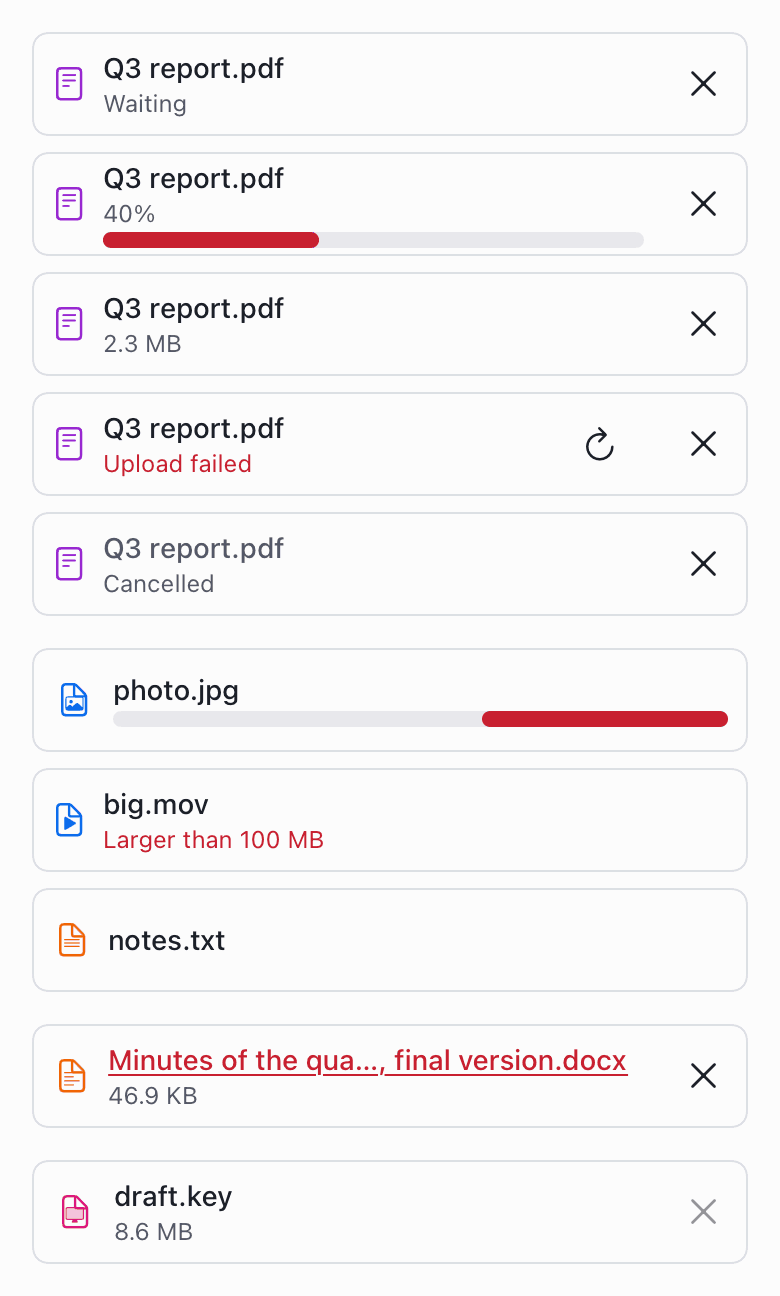 Q3 report.pdf
Waiting
Q3 report.pdf
40%
Q3 report.pdf
2.3 MB
Q3 report.pdf
Upload failed
Q3 report.pdf
Cancelled
photo.jpg
big.mov
Larger than 100 MB
notes.txt
Minutes of the qua..., final version.docx
46.9 KB
draft.key
8.6 MB